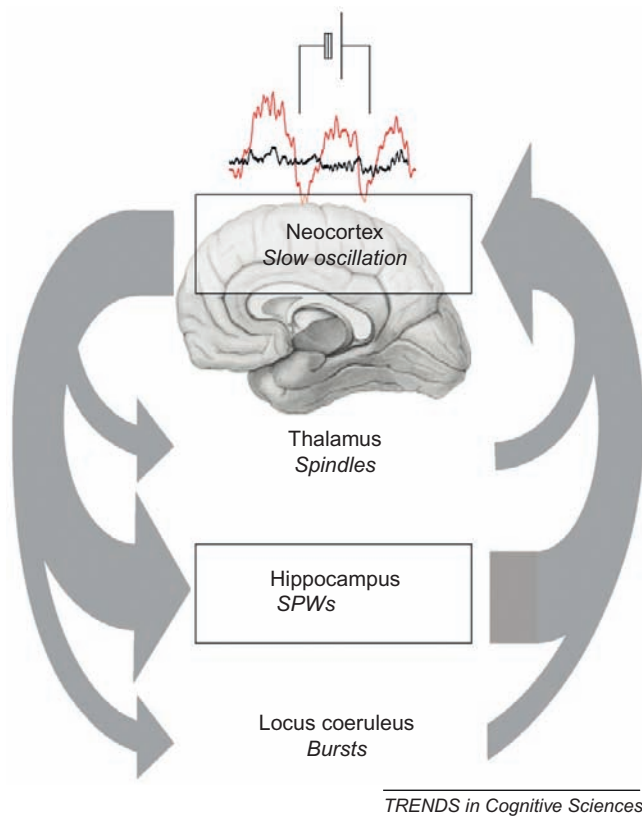 Neocortex
Slow oscillation
Thalamus
Spindles
Hippocampus
SPWs
Locus coeruleus
Bursts
TRENDS in Cognitive Sciences